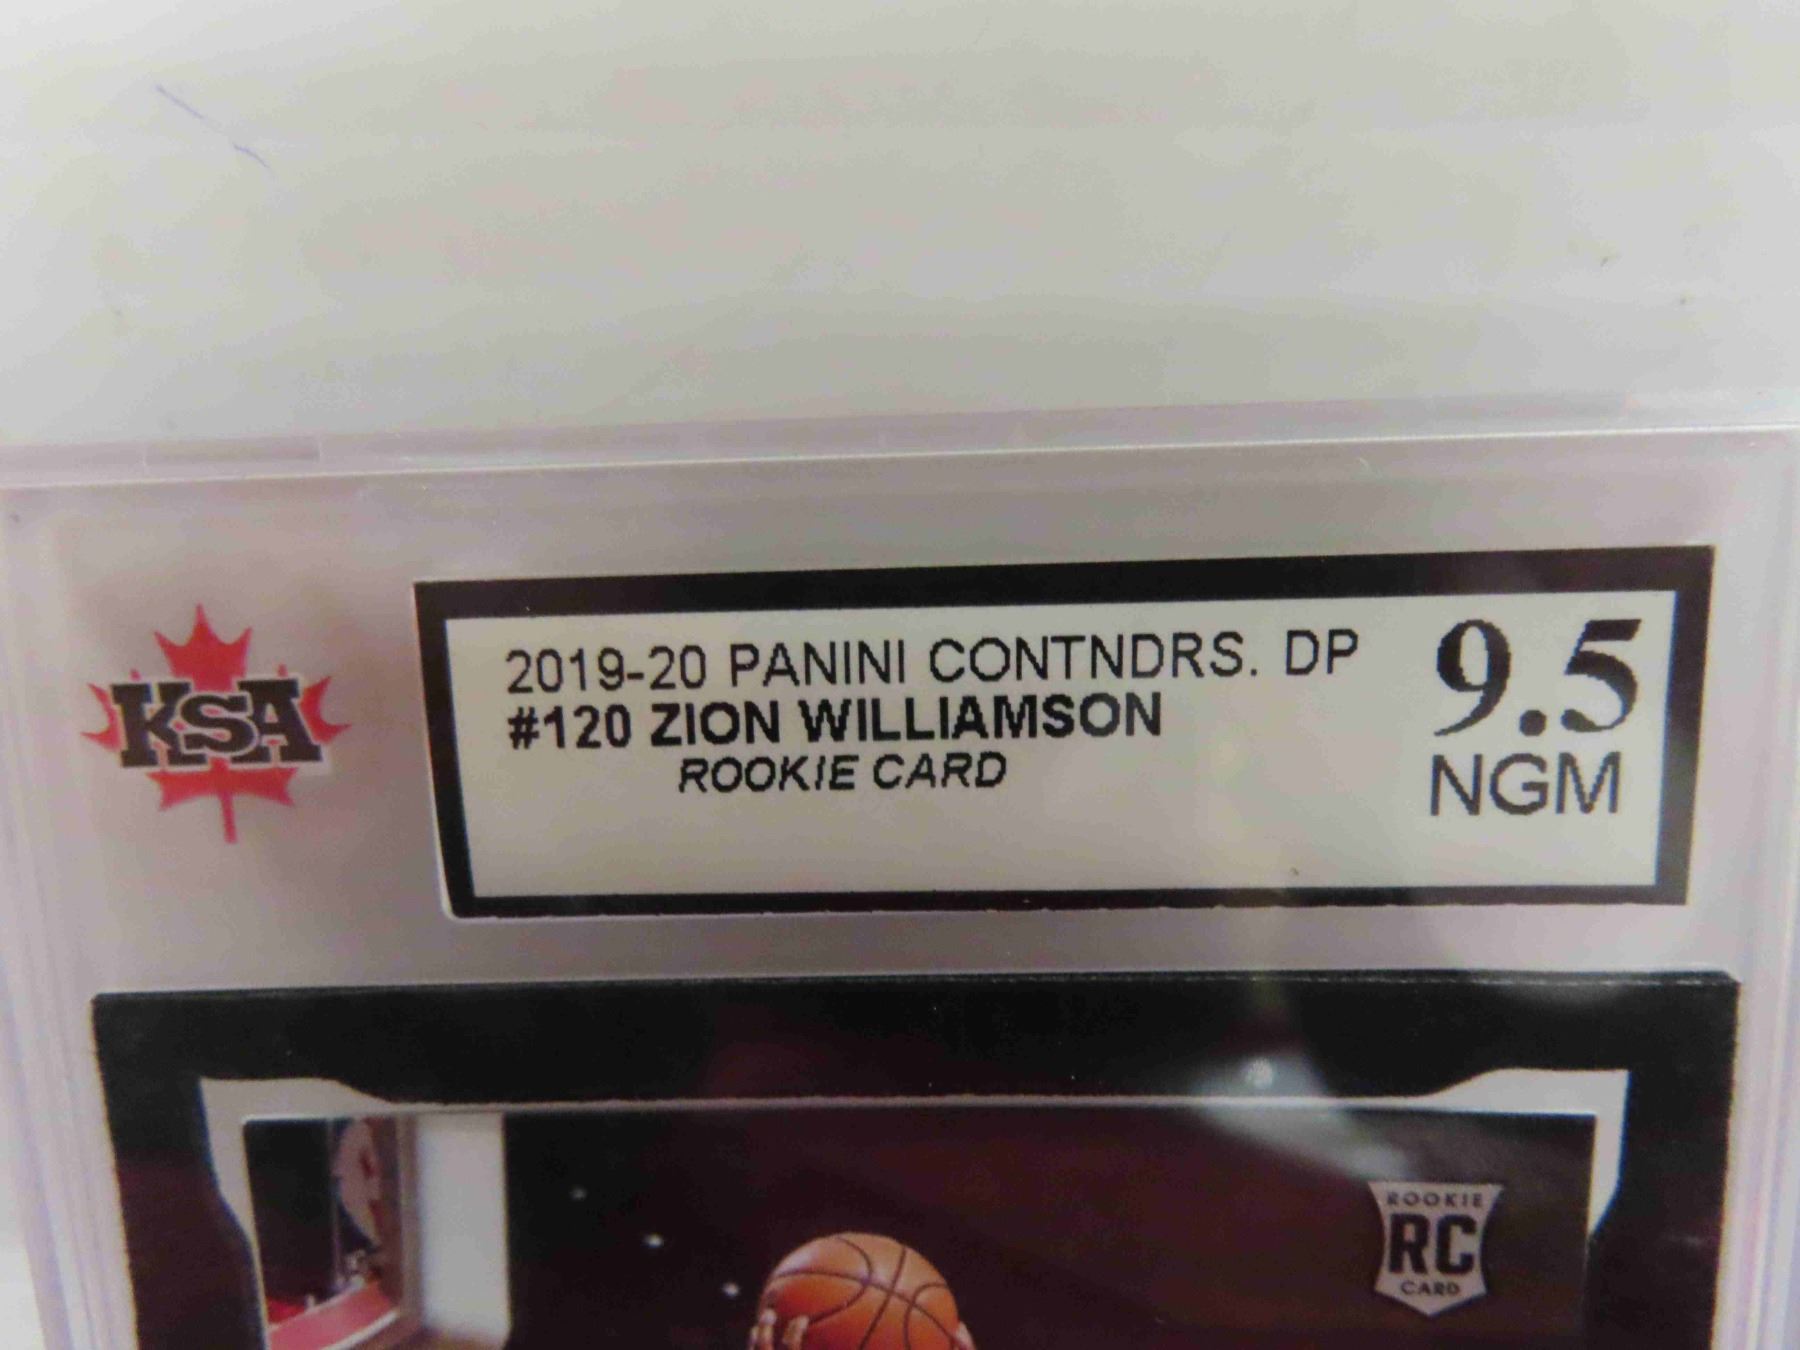 KSA
2019-20 PANINI CONTNDRS. DP
#120 ZION WILLIAMSON
ROOKIE CARD
9.5
NGM
ROOKIE
RC
CARD